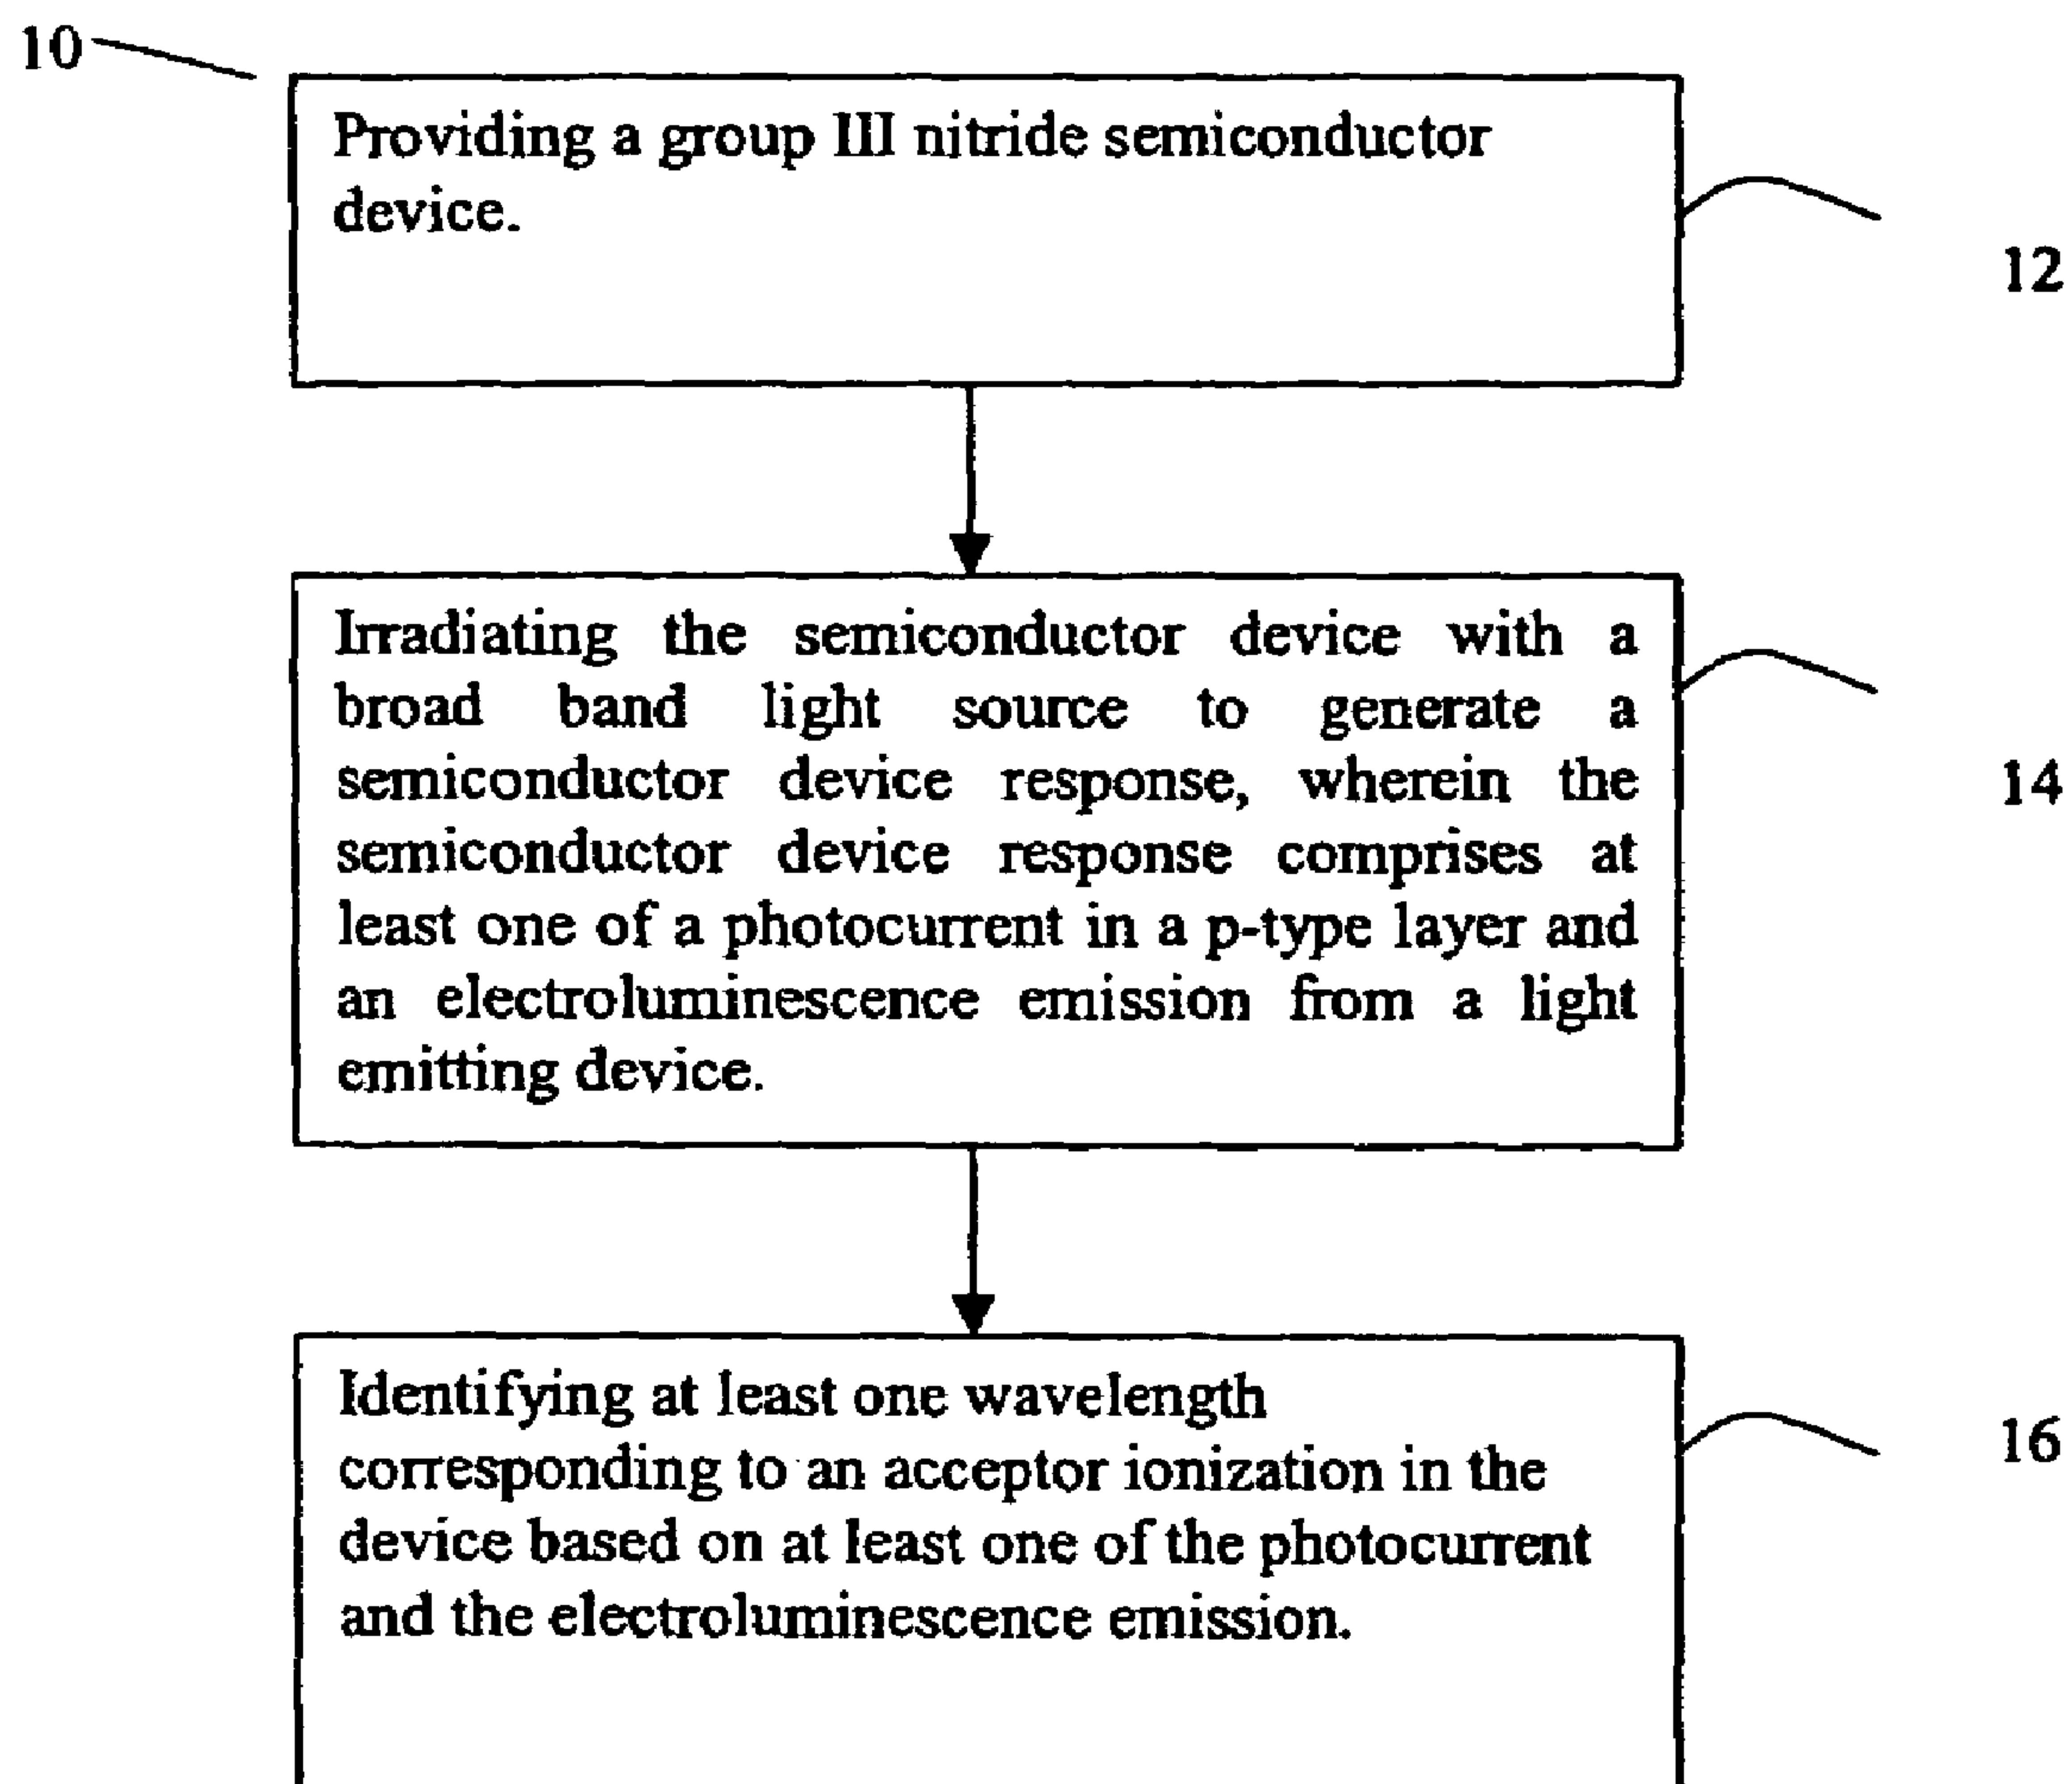 10
Providing a group III nitride semiconductor
device.
12
Irradiating the semiconductor device with a
broad band light source to generate a
semiconductor device response, wherein the
semiconductor device response comprises at
least one of a photocurrent in a p-type layer and
an electroluminescence emission from a light
emitting device.
14
Identifying at least one wavelength
corresponding to an acceptor ionization in the
device based on at least one of the photocurrent
and the electroluminescence emission.
16